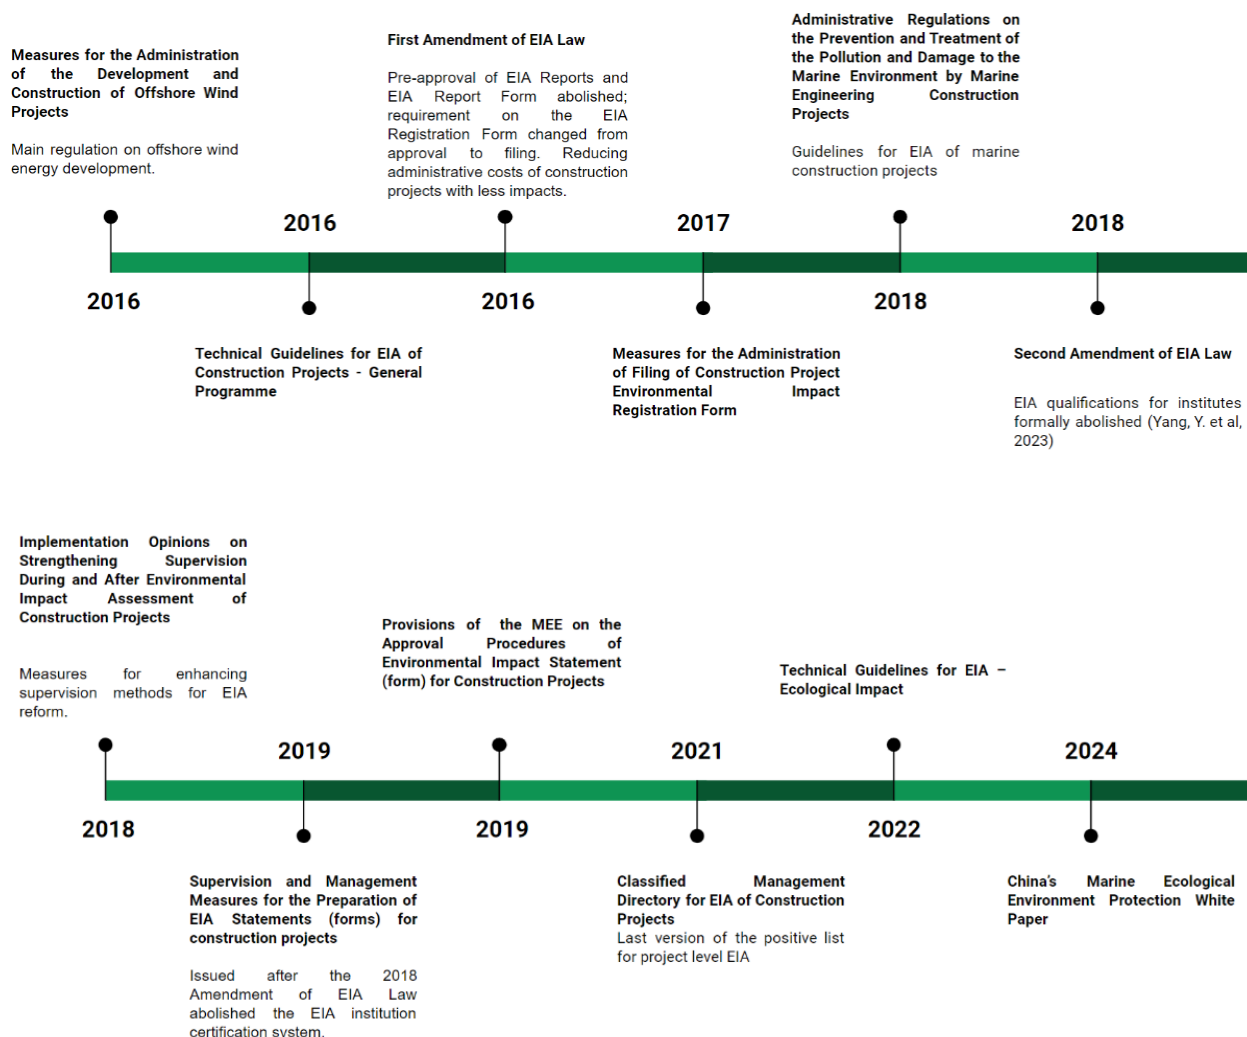 Measures for the Administration
of the Development and
Construction of Offshore Wind
Projects
Main regulation on offshore wind
energy development.
First Amendment of EIA Law
Pre-approval of EIA Reports and
EIA Report Form abolished;
requirement on the EIA
Registration Form changed from
approval to filing. Reducing
administrative costs of construction
projects with less impacts.
Administrative Regulations on
the Prevention and Treatment of
the Pollution and Damage to the
Marine Environment by Marine
Engineering Construction
Projects
Guidelines for EIA of marine
construction projects
2016
2017
2018
2016
2016
2018
Technical Guidelines for EIA of
Construction Projects - General
Programme
Measures for the Administration
of Filing of Construction Project
Environmental Impact
Registration Form
Second Amendment of EIA Law
EIA qualifications for institutes
formally abolished (Yang, Y. et al,
2023)
Implementation Opinions on
Strengthening Supervision
During and After Environmental
Impact Assessment of
Construction Projects
Measures for enhancing
supervision methods for EIA
reform.
Provisions of the MEE on the
Approval Procedures of
Environmental Impact Statement
(form) for Construction Projects
Technical Guidelines for EIA –
Ecological Impact
2019
2021
2024
2018
2019
2022
Supervision and Management
Measures for the Preparation of
EIA Statements (forms) for
construction projects
Issued after the 2018
Amendment of EIA Law
abolished the EIA institution
certification system.
Classified Management
Directory for EIA of Construction
Projects
Last version of the positive list
for project level EIA
China's Marine Ecological
Environment Protection White
Paper